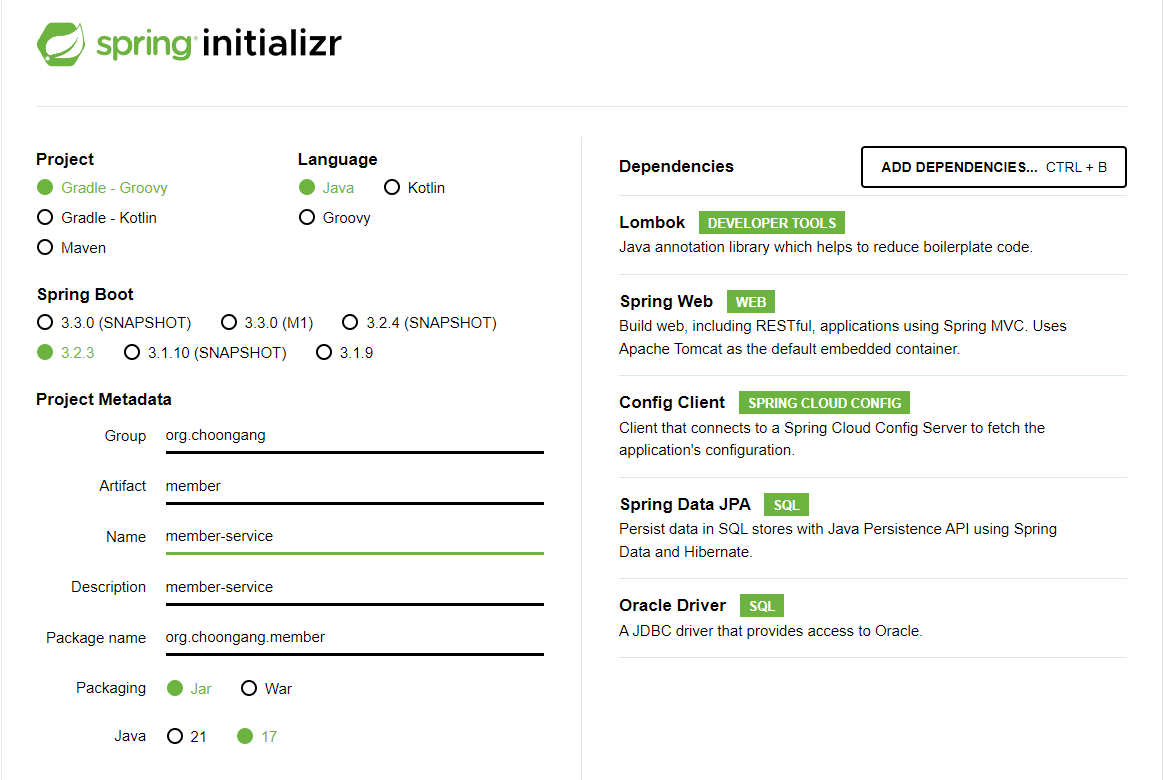 spring initializr
Project
Gradle - Groovy
Gradle - Kotlin
Maven
Language
Java Kotlin
Groovy
Spring Boot
3.3.0 (SNAPSHOT) 3.3.0 (M1) 3.2.4 (SNAPSHOT)
3.2.3 3.1.10 (SNAPSHOT) 3.1.9
Project Metadata
Group org.choongang
Artifact member
Name member-service
Description member-service
Package name org.choongang.member
Packaging Jar War
Java 21 17
Dependencies ADD DEPENDENCIES... CTRL + B
Lombok DEVELOPER TOOLS
Java annotation library which helps to reduce boilerplate code.
Spring Web WEB
Build web, including RESTful, applications using Spring MVC. Uses
Apache Tomcat as the default embedded container.
Config Client SPRING CLOUD CONFIG
Client that connects to a Spring Cloud Config Server to fetch the
application's configuration.
Spring Data JPA SQL
Persist data in SQL stores with Java Persistence API using Spring
Data and Hibernate.
Oracle Driver SQL
A JDBC driver that provides access to Oracle.